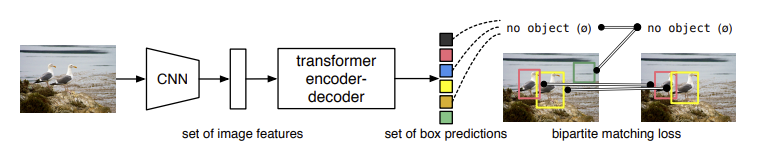 no object (ø)
no object (ø)
CNN
transformer
encoder-
decoder
set of image features
set of box predictions
bipartite matching loss